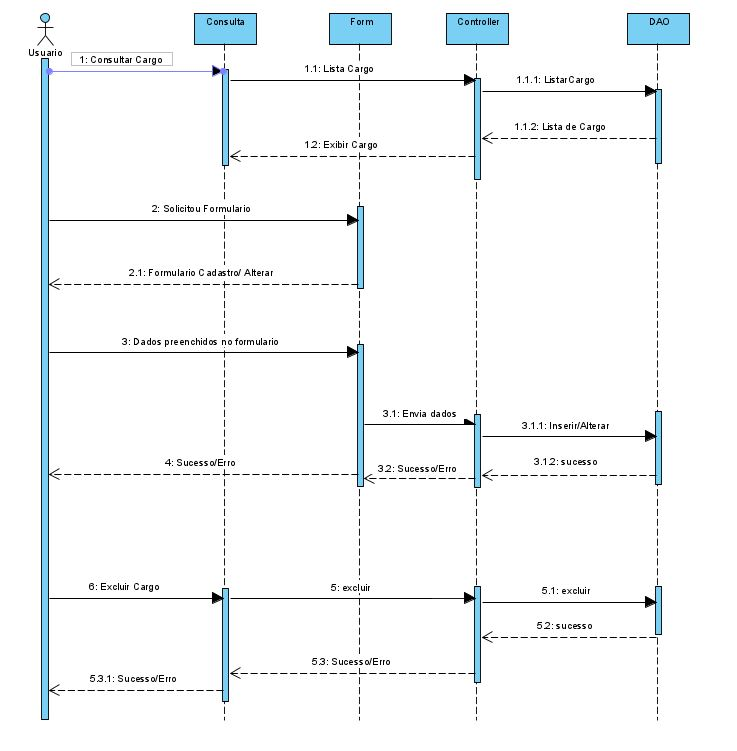 Consulta
Form
Controller
DAO
Usuario
1: Consultar Cargo
1.1: Lista Cargo
1.1.1: ListarCargo
1.1.2: Lista de Cargo
1.2: Exibir Cargo
2: Solicitou Formulario
2.1: Formulario Cadastro/ Alterar
3: Dados preenchidos no formulario
3.1: Envia dados
3.1.1: Inserir/Alterar
3.1.2: sucesso
3.2: Sucesso/Erro
4: Sucesso/Erro
6: Excluir Cargo
5: excluir
5.1: excluir
5.2: sucesso
5.3: Sucesso/Erro
5.3.1: Sucesso/Erro